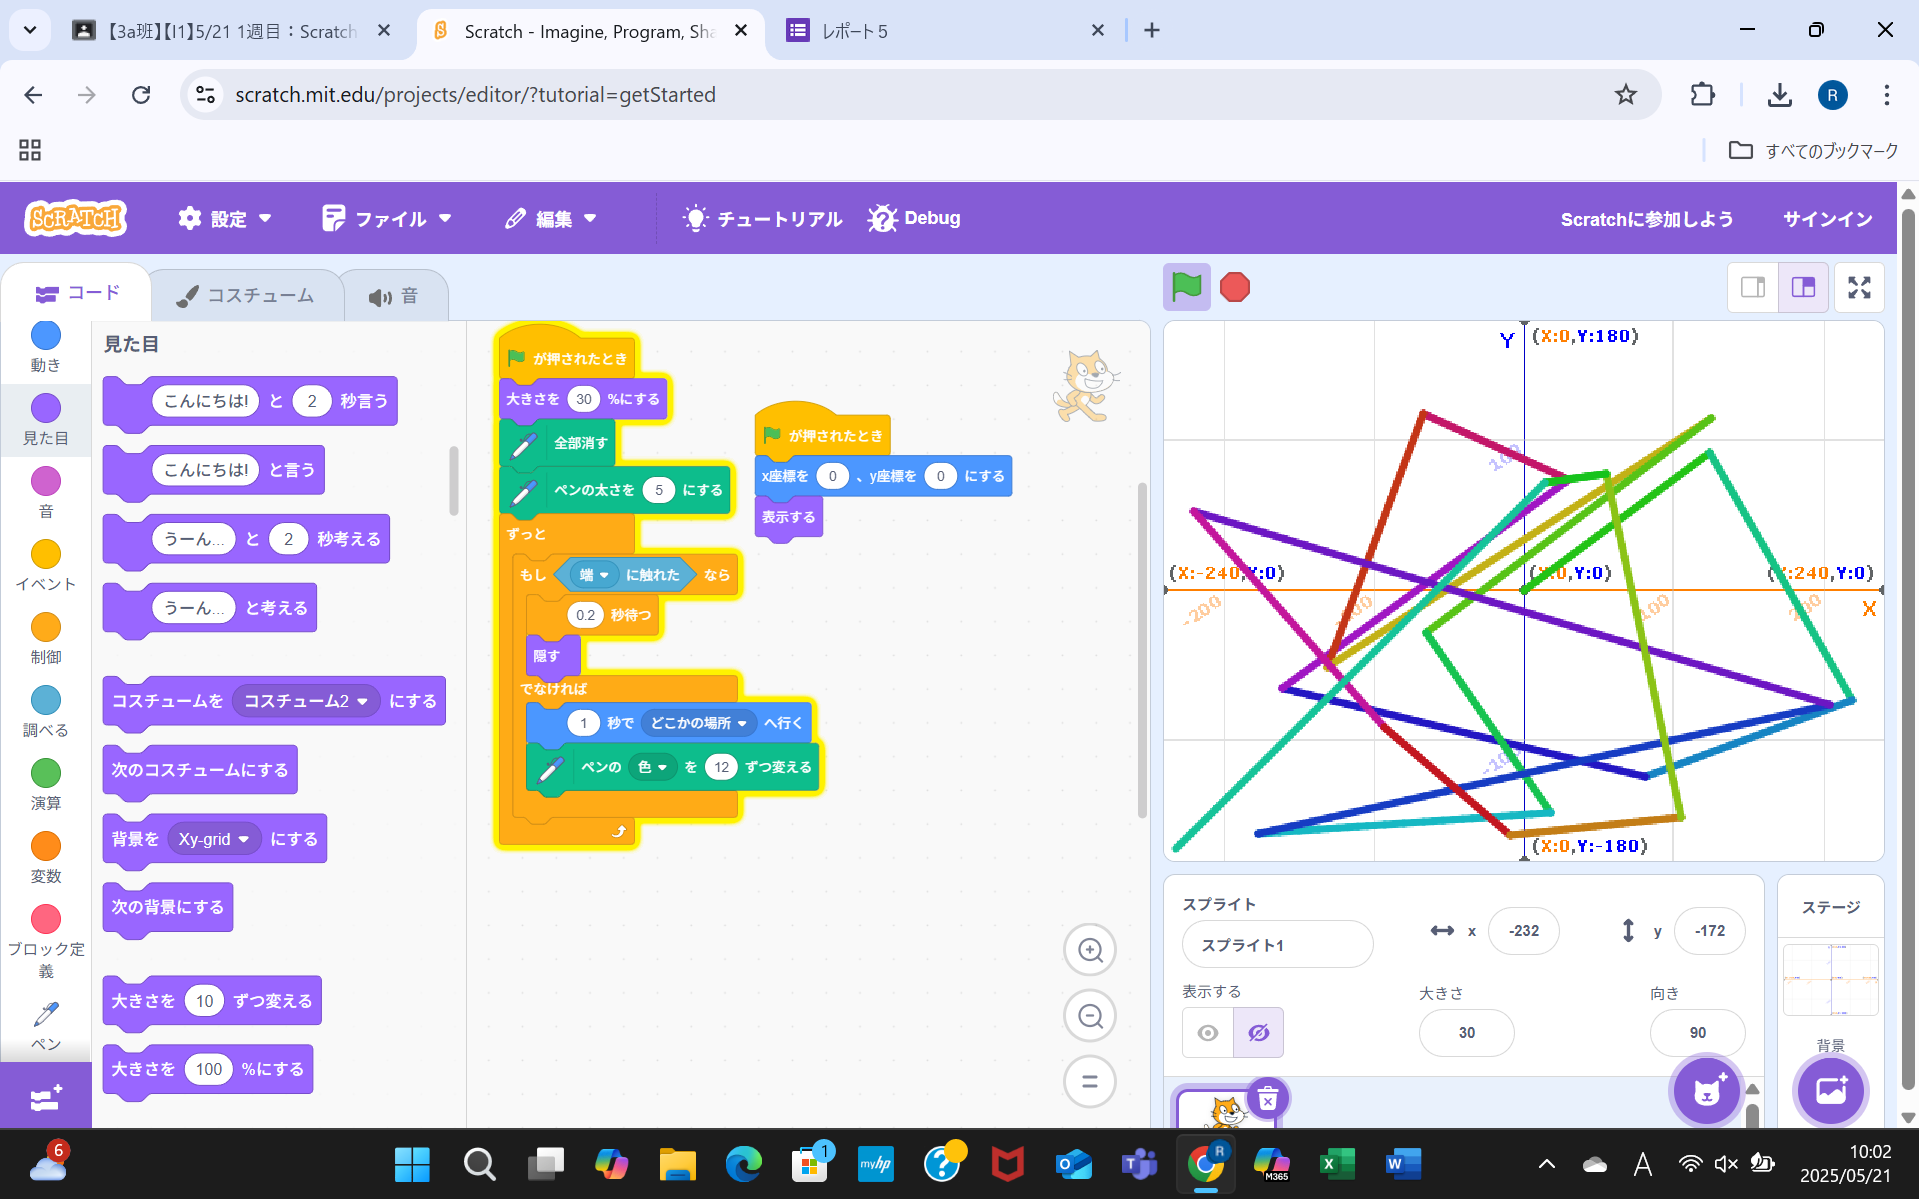 【3a班】【I1】5/21 1週目：Scratch
Scratch - Imagine, Program, Sha
レポート 5
scratch.mit.edu/projects/editor/?tutorial=getStarted
R
すべてのブックマーク
SCRATCH
設定
ファイル
編集
チュートリアル
Debug
Scratchに参加しよう
サインイン
コード
コスチューム
音
動き
見た目
音
イベント
制御
調べる
演算
変数
ブロック定
義
ペン
見た目
こんにちは! と 2 秒言う
こんにちは! と言う
うーん... と 2 秒考える
うーん... と考える
コスチュームを コスチューム2 にする
次のコスチュームにする
背景を Xy-grid にする
次の背景にする
大きさを 10 ずつ変える
大きさを 100 %にする
が押されたとき
大きさを 30 %にする
全部消す
ペンの太さを 5 にする
ずっと
もし 端 に触れた なら
0.2 秒待つ
隠す
でなければ
1 秒で どこかの場所 へ行く
ペンの 色 を 12 ずつ変える
が押されたとき
x座標を 0 、y座標を 0 にする
表示する
Y
(X:0,Y:180)
100
(X:-240,Y:0)
(X:0,Y:0)
(X:240,Y:0)
-200
-100
100
200
X
-100
(X:0,Y:-180)
スプライト
スプライト1
x
-232
y
-172
表示する
大きさ
30
向き
90
ステージ
背景
6
1
myhp
R
M365
A
10:02
2025/05/21